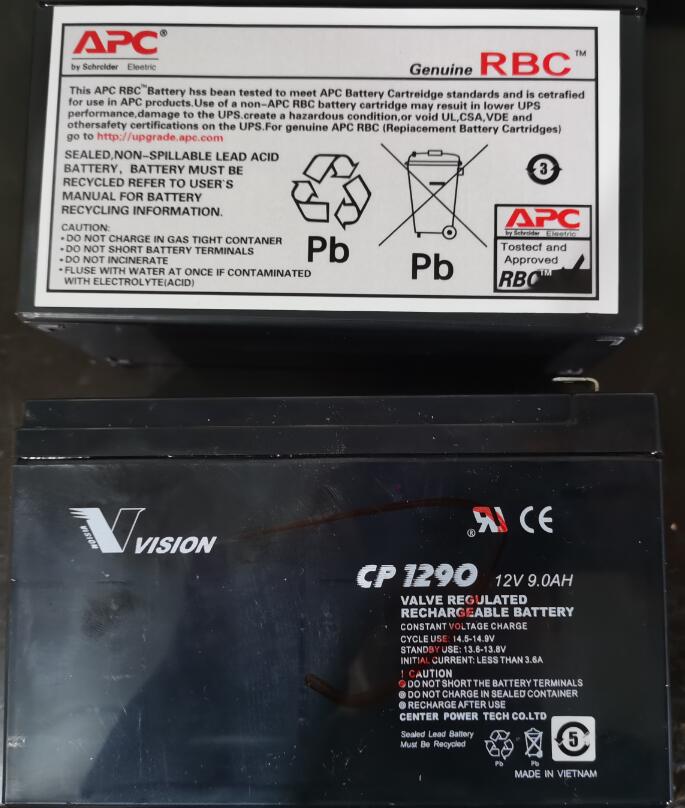 APC®
by Schreider Electric
Genuine RBC™
This APC RBC™Battery hss been tested to meet APC Battery Cartreidge standards and is cetrafied
for use in APC prcducts.Use of a non-APC RBC battery cartridge may resuit in lower UPS
performance,damage to the UPS.create a hazardous condition,or void UL,CSA,VDE and
othersafety certifications on the UPS.For genuine APC RBC (Replacement Battery Cartridges)
go to http://upgrade.apc.com
SEALED,NON-SPILLABLE LEAD ACID
BATTERY, BATTERY MUST BE
RECYCLED REFER TO USER'S
MANUAL FOR BATTERY
RECYCLING INFORMATION.
CAUTION:
• DO NOT CHARGE IN GAS TIGHT CONTANER
• DO NOT SHORT BATTERY TERMINALS
• DO NOT INCINERATE
• FLUSE WITH WATER AT ONCE IF CONTAMINATED
WITH ELECTROLYTE(ACID)
Pb
Pb
3
APC
by Schreider Electric
Tostecf and
Approved
RBC™
VISION
VISION
® CE
CP 1290 12V 9.0AH
VALVE REGULATED
RECHARGEABLE BATTERY
CONSTANT VOLTAGE CHARGE
CYCLE USE: 14.5-14.9V
STANDBY USE: 13.6-13.8V
INITIAL CURRENT: LESS THAN 3.6A
! CAUTION
DO NOT SHORT THE BATTERY TERMINALS
DO NOT CHARGE IN SEALED CONTAINER
RECHARGE AFTER USE
CENTER POWER TECH CO.LTD
Sealed Lead Battery
Must Be Recycled
Pb
Pb
5
MADE IN VIETNAM